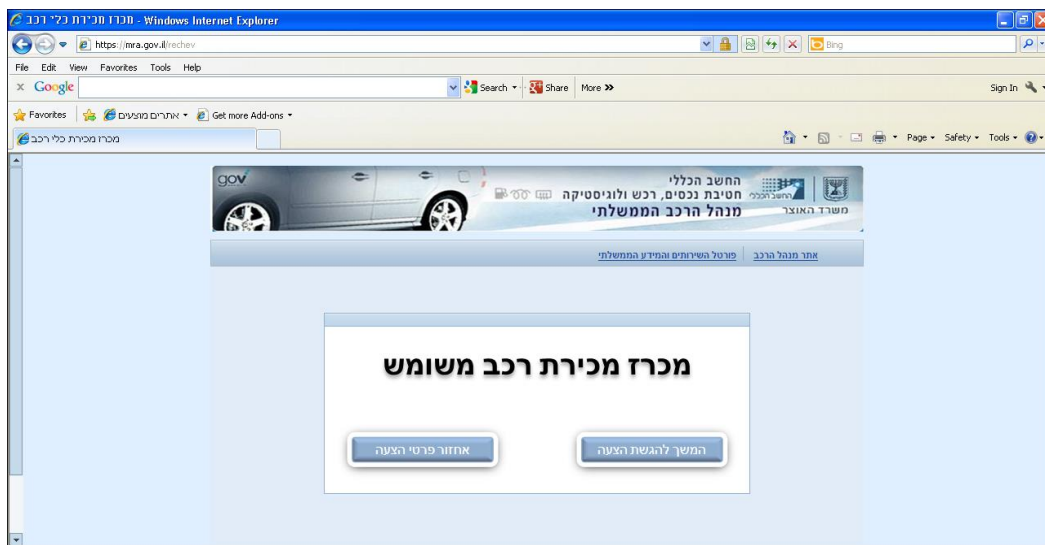 מכרז מכירת כלי רכב - Windows Internet Explorer
https://mra.gov.il/rechev
Bing
File Edit View Favorites Tools Help
x Google Search Share More >> Sign In
Favorites אתרים מוצעים Get more Add-ons
מכרז מכירת כלי רכב Page Safety Tools
gov
החשב הכללי
חטיבת נכסים, רכש ולוגיסטיקה
מנהל הרכב הממשלתי
החשב הכללי
משרד האוצר
אתר מנהל הרכב | פורטל השירותים והמידע הממשלתי
מכרז מכירת רכב משומש
המשך להגשת הצעה
אחזור פרטי הצעה